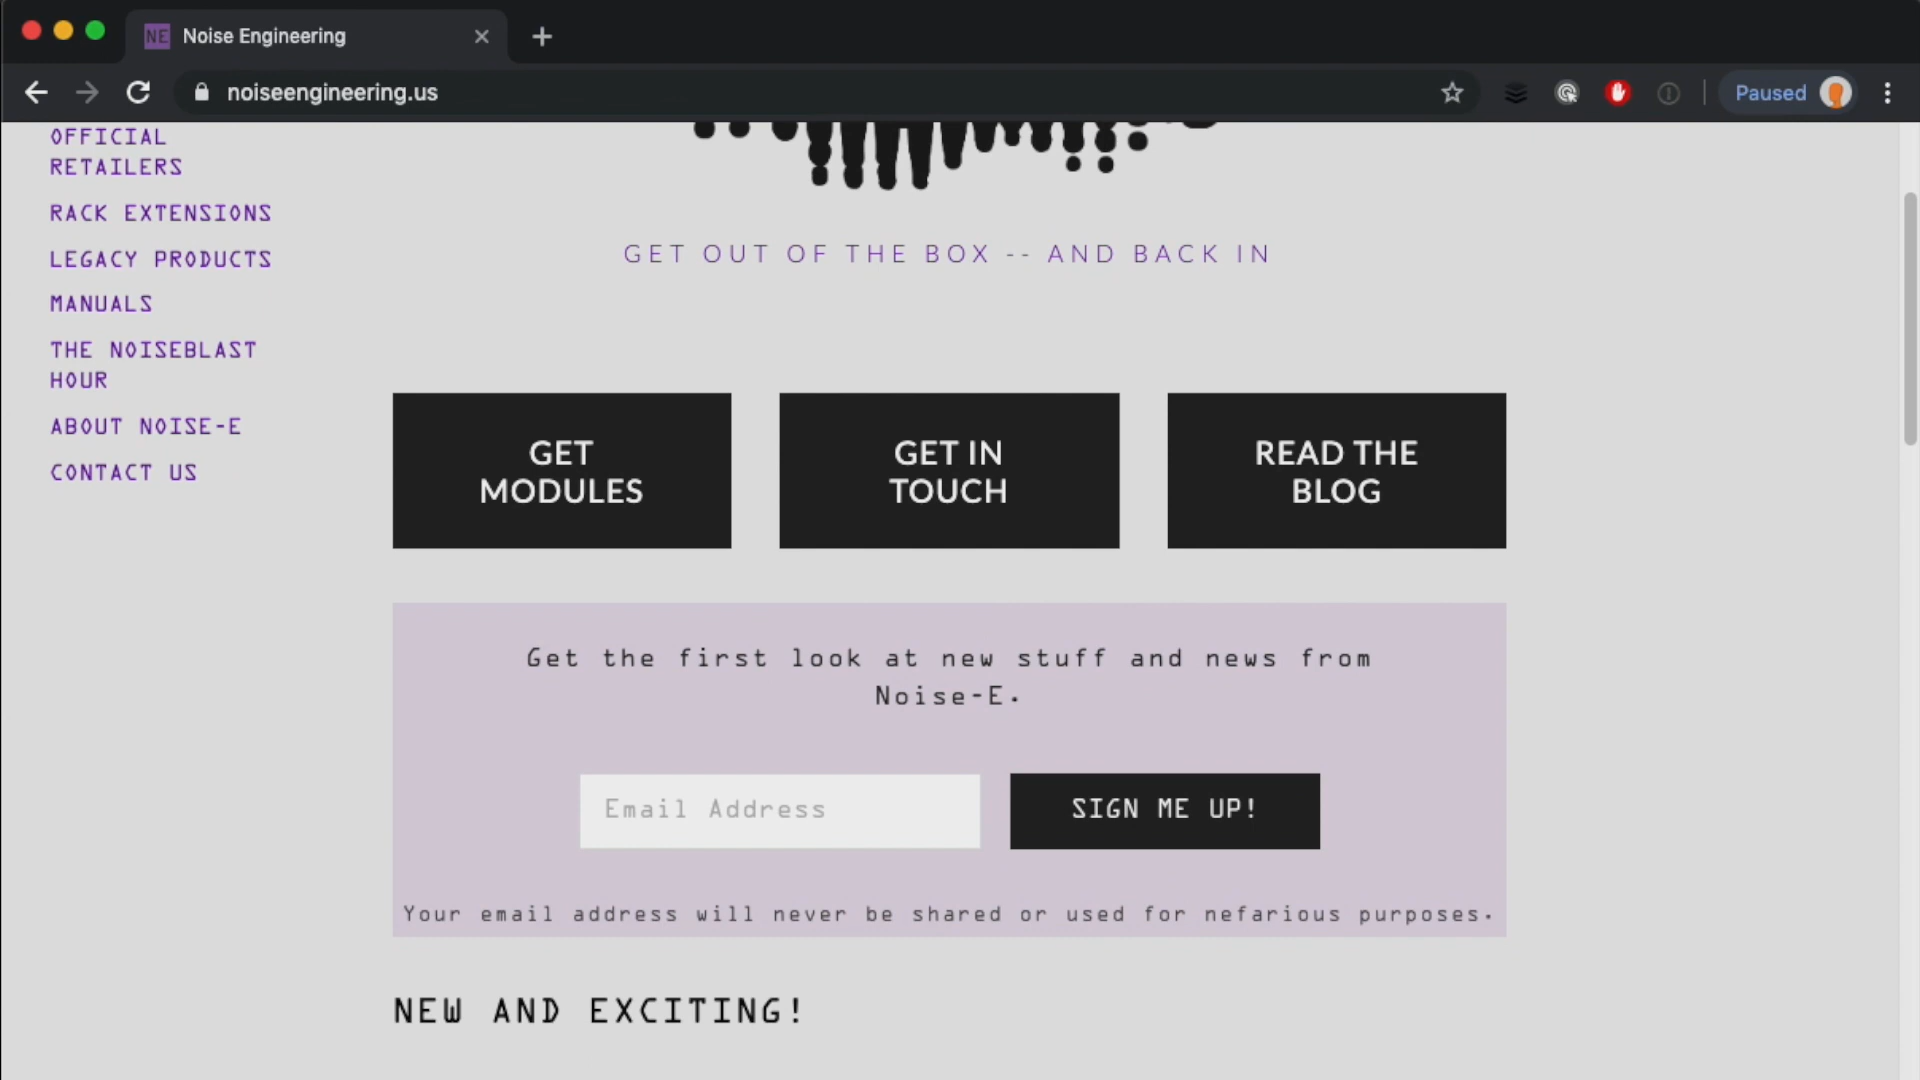 NE Noise Engineering
noiseengineering.us
Paused
OFFICIAL
RETAILERS
RACK EXTENSIONS
LEGACY PRODUCTS
MANUALS
THE NOISEBLAST
HOUR
ABOUT NOISE-E
CONTACT US
GET OUT OF THE BOX -- AND BACK IN
GET
MODULES
GET IN
TOUCH
READ THE
BLOG
Get the first look at new stuff and news from
Noise-E.
Email Address
SIGN ME UP!
Your email address will never be shared or used for nefarious purposes.
NEW AND EXCITING!